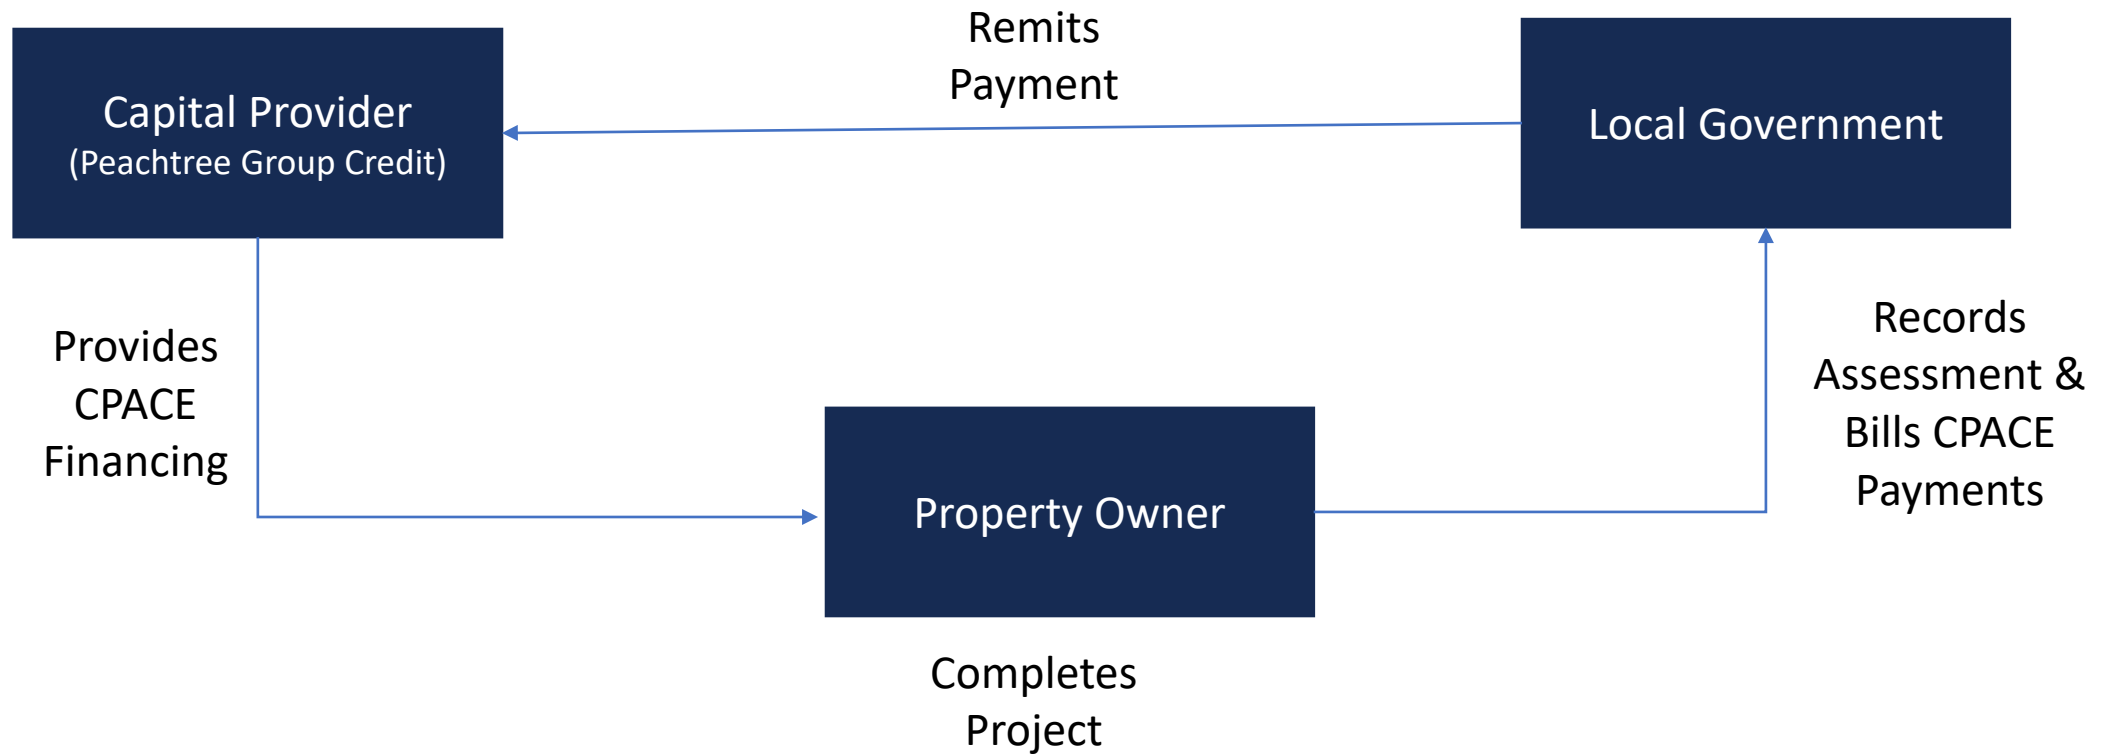 Remits
Payment
Capital Provider
(Peachtree Group Credit)
Local Government
Provides
CPACE
Financing
Records
Assessment &
Bills CPACE
Payments
Property Owner
Completes
Project